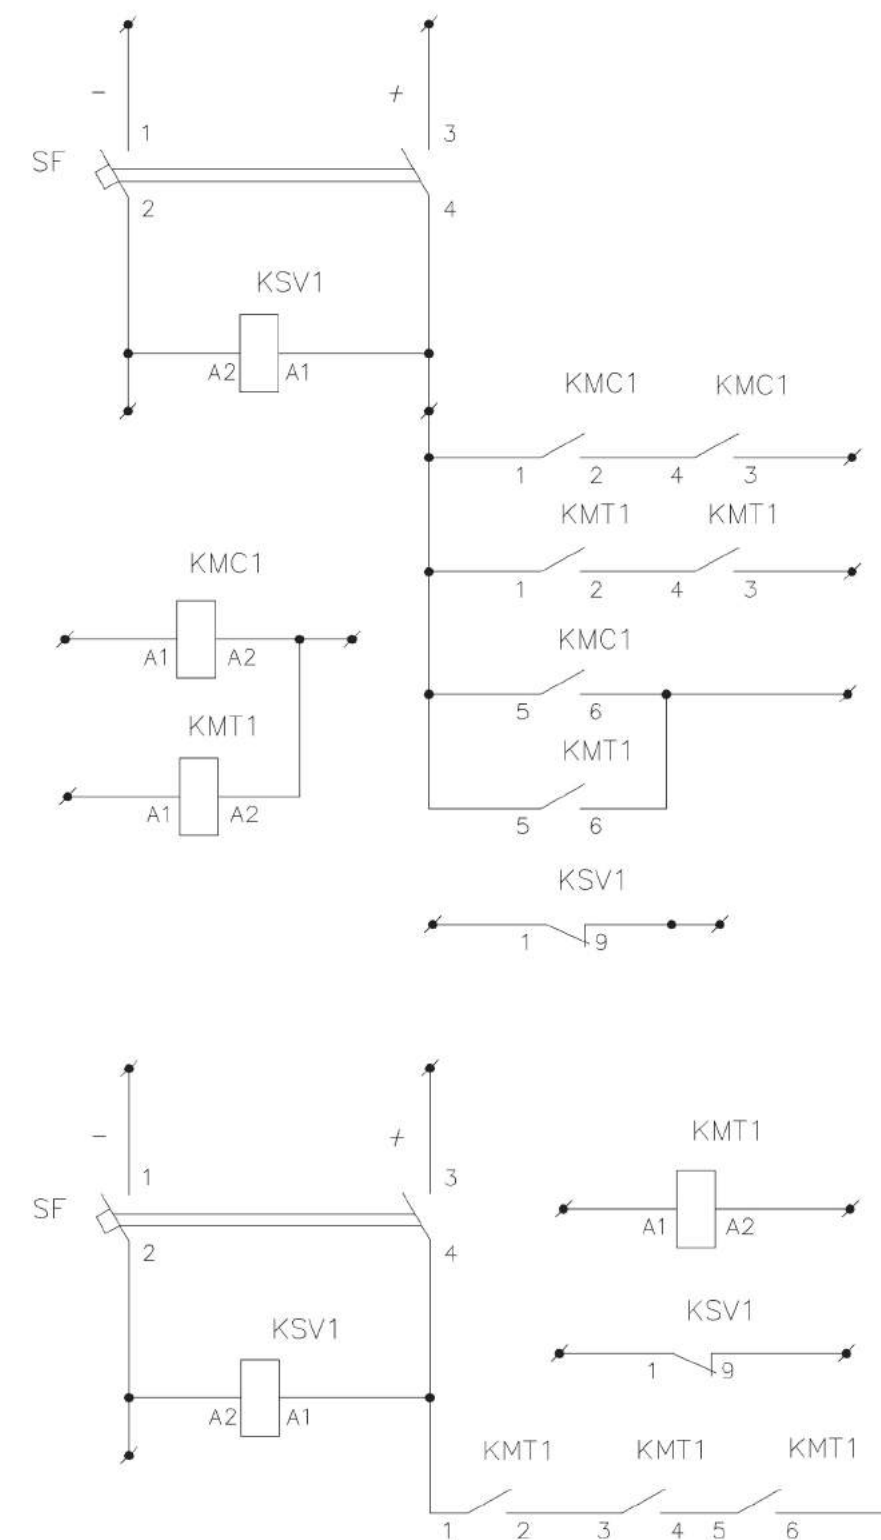 - +
1 3
SF
2 4
KSV1
A2 A1
KMC1 KMC1
1 2 4 3
KMT1 KMT1
1 2 4 3
KMC1
A1 A2
KMC1
5 6
KMT1
A1 A2
KMT1
5 6
KSV1
1 9
- +
1 3
SF
2 4
KMT1
A1 A2
KSV1
1 9
KSV1
A2 A1
KMT1 KMT1 KMT1
1 2 3 4 5 6